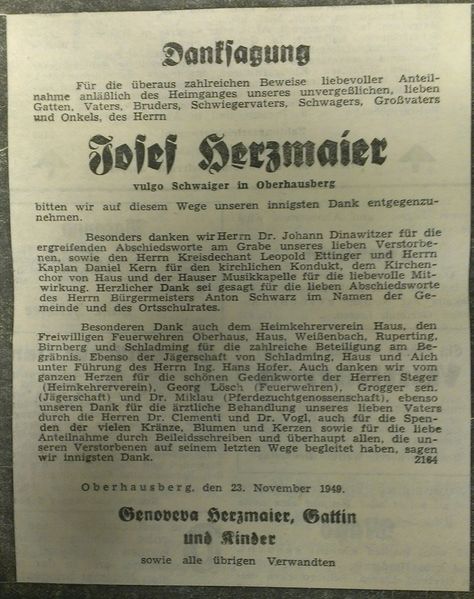 Danksagung
Für die überaus zahlreichen Beweise liebevoller Anteil-
nahme anläßlich des Heimganges unseres unvergeßlichen, lieben
Gatten, Vaters, Bruders, Schwiegervaters, Schwagers, Großvaters
und Onkels, des Herrn
Josef Herzmaier
vulgo Schwaiger in Oberhausberg
bitten wir auf diesem Wege unseren innigsten Dank entgegenzu-
nehmen.
Besonders danken wir Herrn Dr. Johann Dinawitzer für die
ergreifenden Abschiedsworte am Grabe unseres lieben Verstorbe-
nen, sowie den Herrn Kreisdechant Leopold Ettinger und Herrn
Kaplan Daniel Kern für den kirchlichen Kondukt, dem Kirchen-
chor von Haus und der Hauser Musikkapelle für die liebevolle Mit-
wirkung. Herzlicher Dank sei gesagt für die lieben Abschiedsworte
des Herrn Bürgermeisters Anton Schwarz im Namen der Ge-
meinde und des Ortsschulrates.
Besonderen Dank auch dem Heimkehrerverein Haus, den
Freiwilligen Feuerwehren Oberhaus, Haus, Weißenbach, Ruperting,
Birnberg und Schladming für die zahlreiche Beteiligung am Be-
gräbnis. Ebenso der Jägerschaft von Schladming, Haus und Aich
unter Führung des Herrn Ing. Hans Hofer. Auch danken wir vom
ganzen Herzen für die schönen Gedenkworte der Herren Steger
(Heimkehrerverein), Georg Lösch (Feuerwehren), Grogger sen.
(Jägerschaft) und Dr. Miklau (Pferdezuchtgenossenschaft), ebenso
unseren Dank für die ärztliche Behandlung unseres lieben Vaters
durch die Herren Dr. Clementi und Dr. Vogl, auch für die Spen-
den der vielen Kränze, Blumen und Kerzen sowie für die liebe
Anteilnahme durch Beileidsschreiben und überhaupt allen, die un-
seren Verstorbenen auf seinem letzten Wege begleitet haben, sagen
wir innigsten Dank. 2164
Oberhausberg, den 23. November 1949.
Genoveva Herzmaier, Gattin
und Kinder
sowie alle übrigen Verwandten